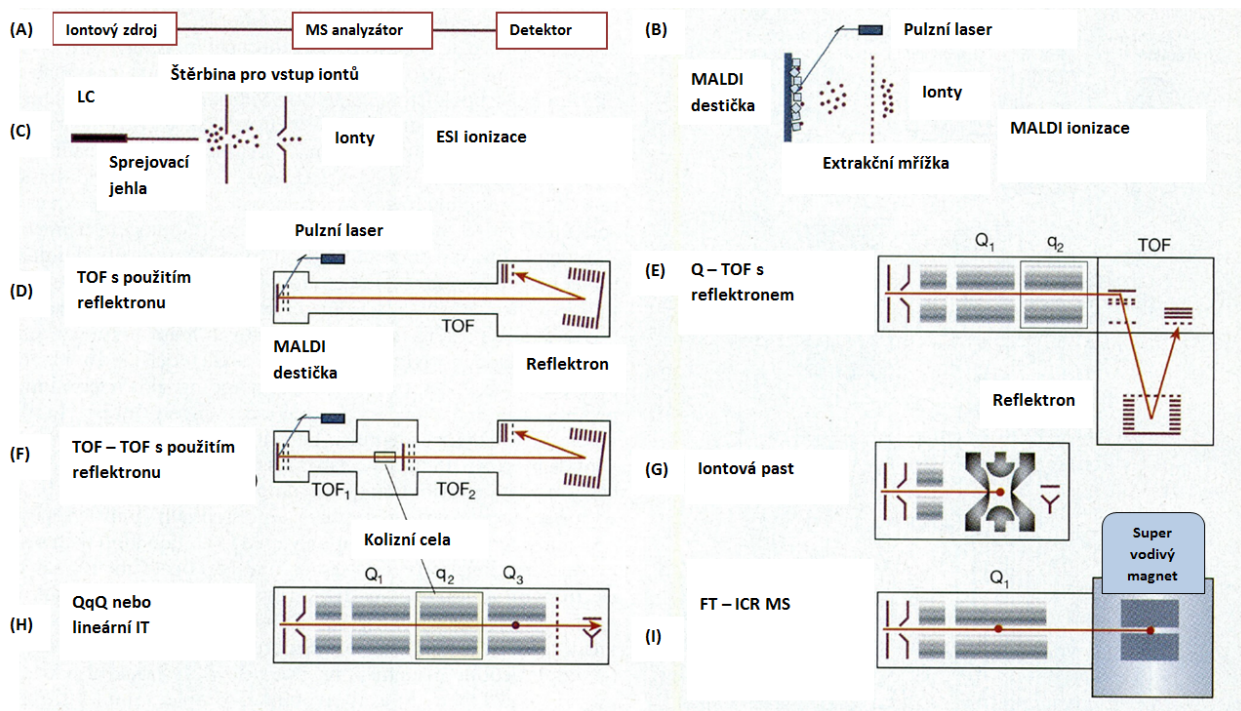 (A)
Iontový zdroj
MS analyzátor
Detektor
(B)
Pulzní laser
MALDI
destička
Ionty
MALDI ionizace
Extrakční mřížka
Štěrbina pro vstup iontů
LC
(C)
Ionty
ESI ionizace
Sprejovací
jehla
Pulzní laser
(D)
TOF s použitím
reflektronu
TOF
MALDI
destička
Reflektron
(E)
Q – TOF s
reflektronem
Q1
q2
TOF
Reflektron
(F)
TOF – TOF s použitím
reflektronu
TOF1
TOF2
Kolizní cela
(G)
Iontová past
(H)
QqQ nebo
lineární IT
Q1
q2
Q3
(I)
FT – ICR MS
Q1
Super
vodivý
magnet